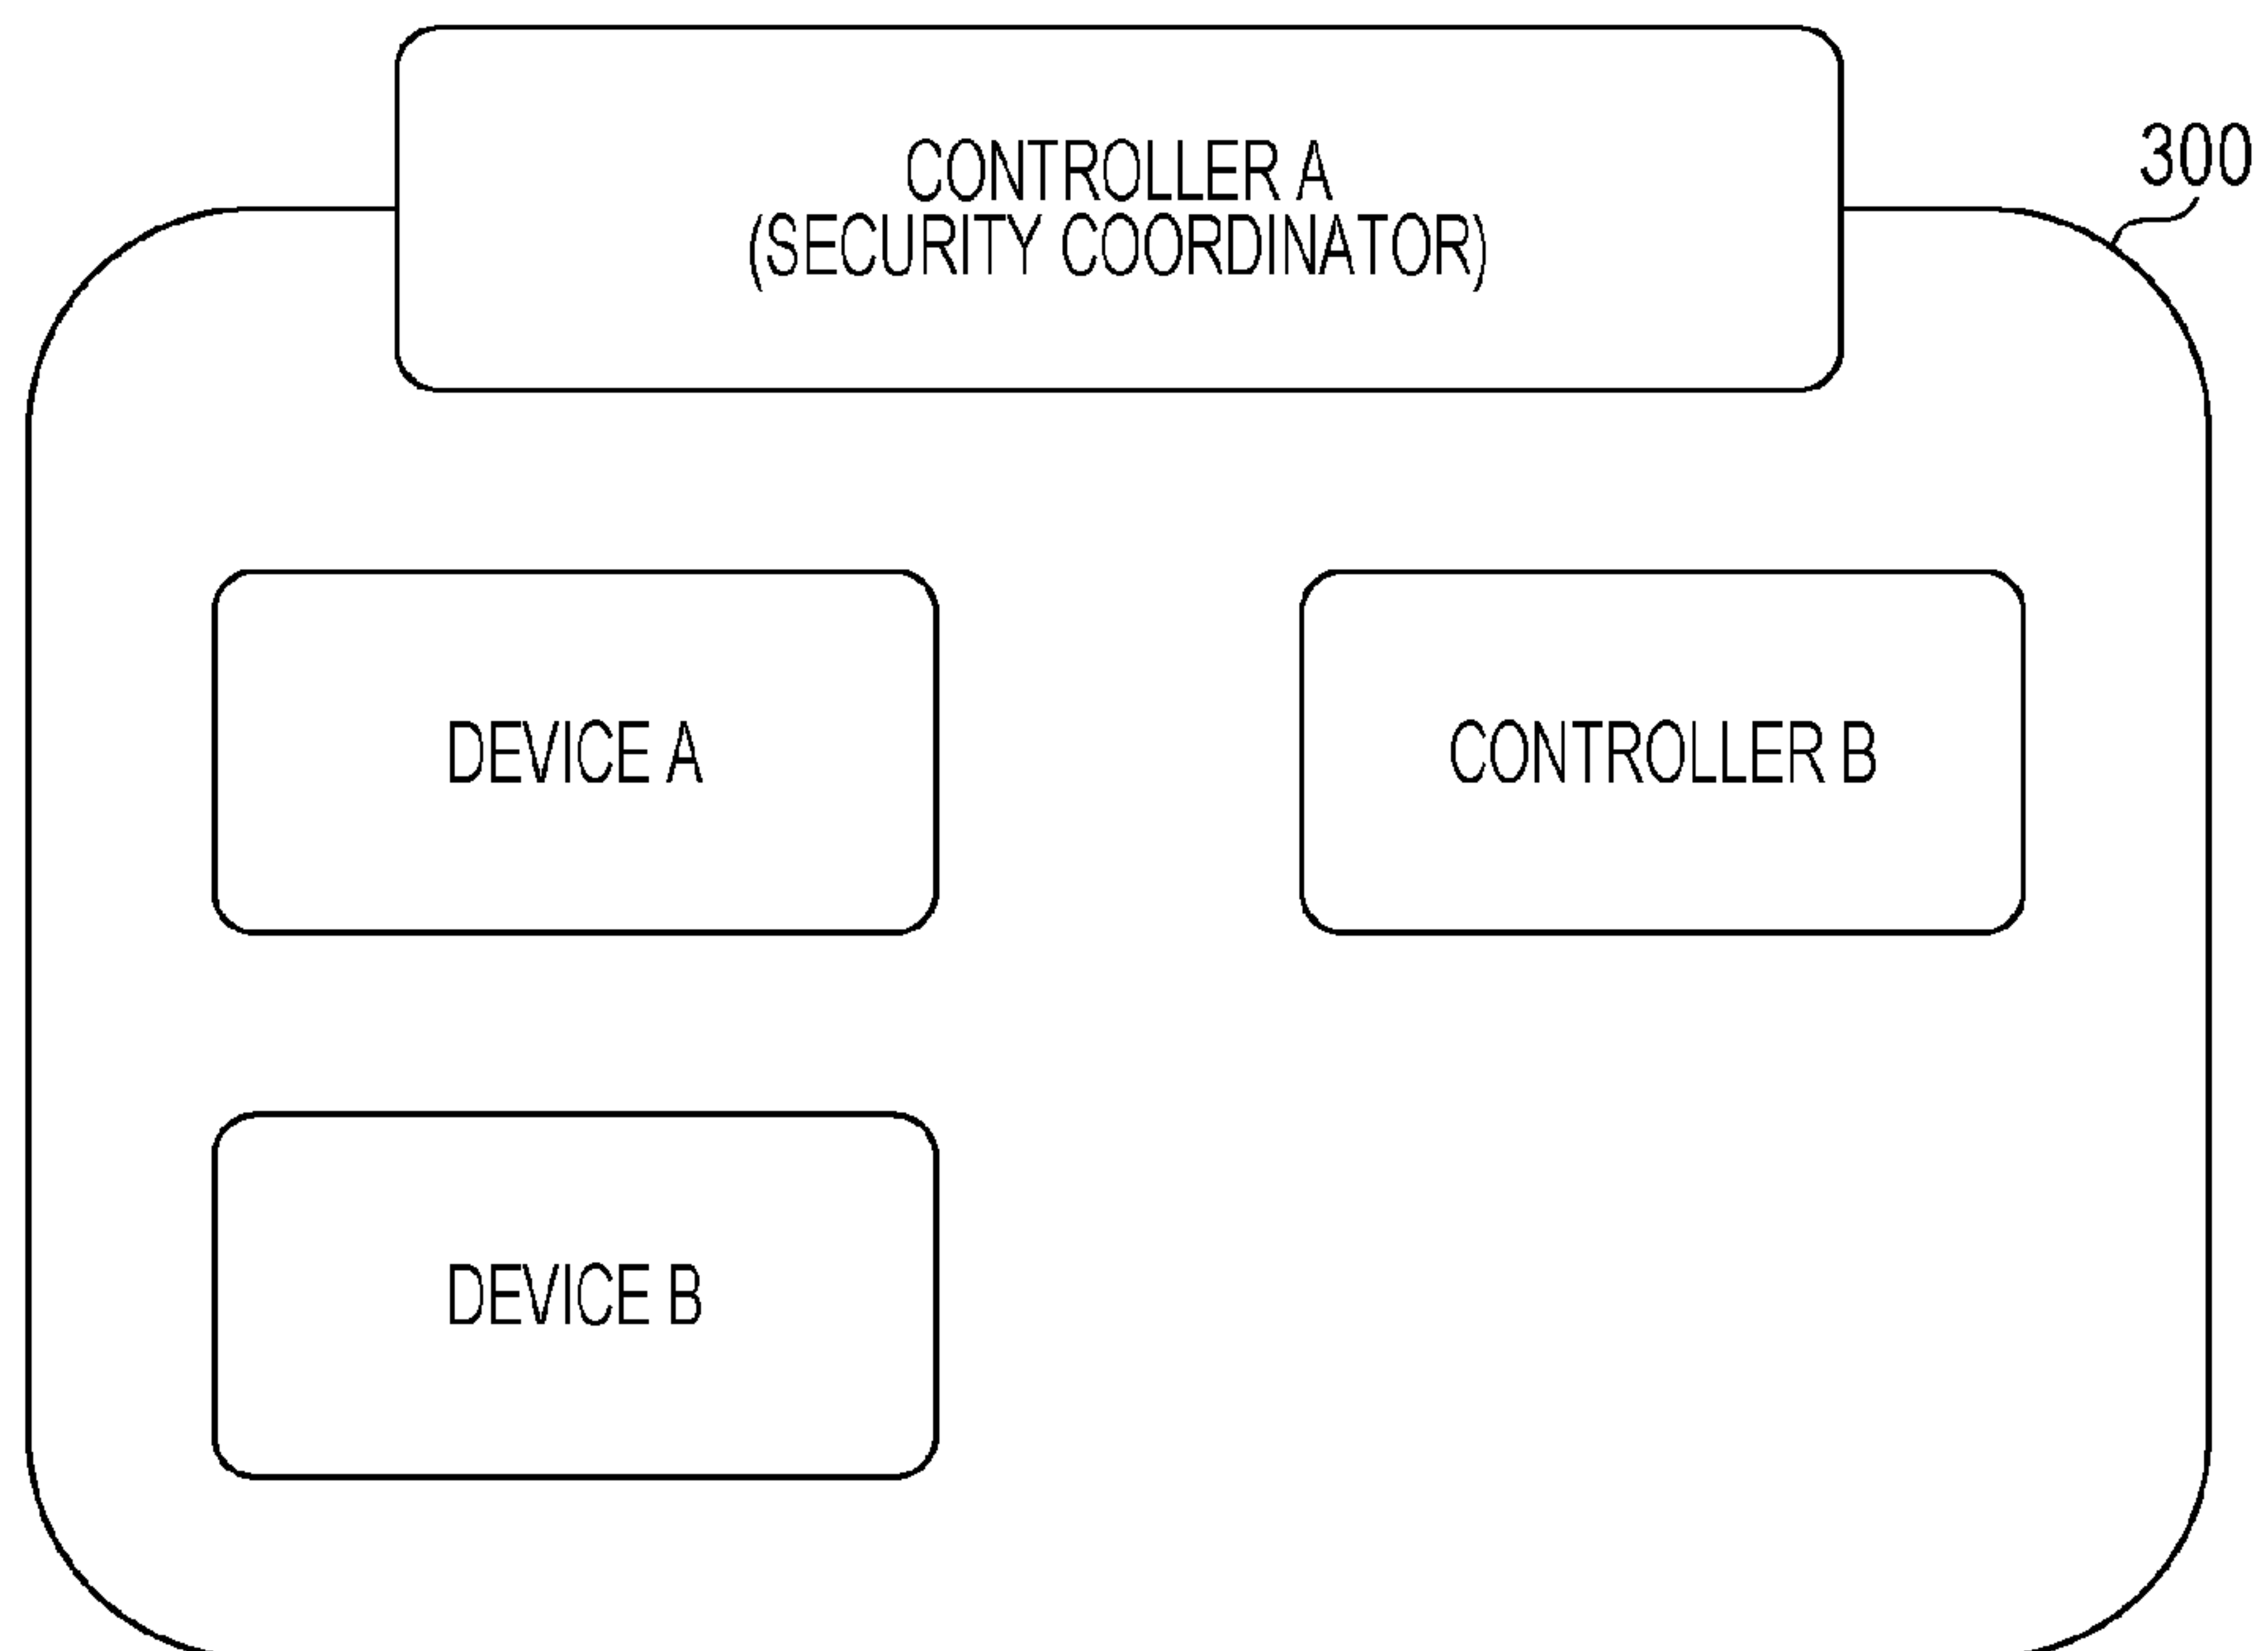 CONTROLLER A
(SECURITY COORDINATOR)
300
DEVICE A
CONTROLLER B
DEVICE B